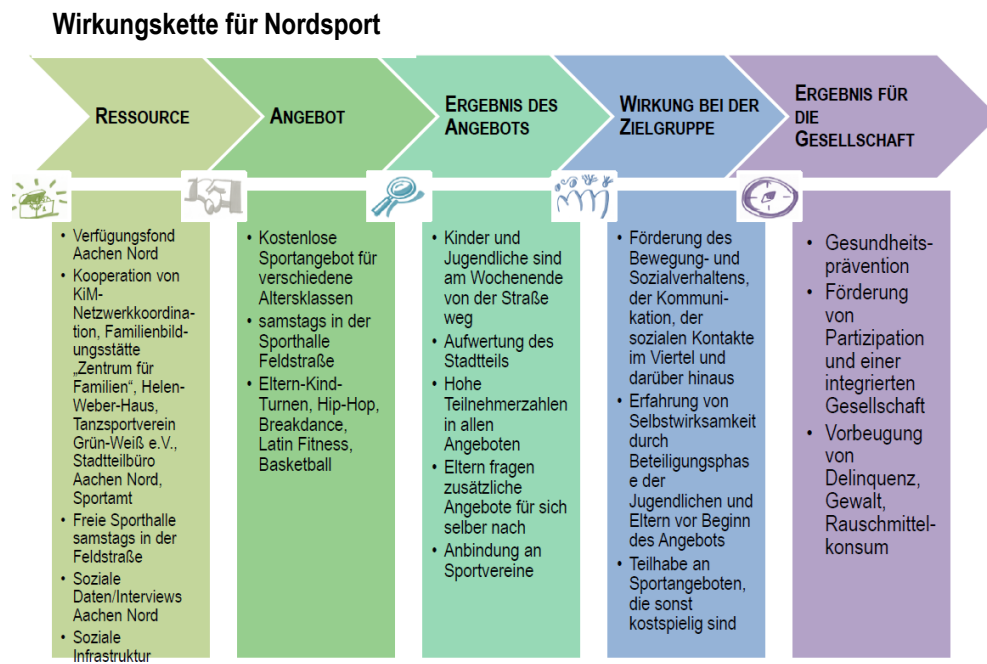 Wirkungskette für Nordsport
RESSOURCE
ANGEBOT
ERGEBNIS DES
ANGEBOTS
WIRKUNG BEI DER
ZIELGRUPPE
ERGEBNIS FÜR
DIE
GESELLSCHAFT
• Verfügungsfond
Aachen Nord
• Kooperation von
KiM-
Netzwerkkoordina-
tion, Familienbild-
ungsstätte
„Zentrum für
Familien“, Helen-
Weber-Haus,
Tanzsportverein
Grün-Weiß e.V.,
Stadtteilbüro
Aachen Nord,
Sportamt
• Freie Sporthalle
samstags in der
Feldstraße
• Soziale
Daten/Interviews
Aachen Nord
• Soziale
Infrastruktur
• Kostenlose
Sportangebot für
verschiedene
Altersklassen
• samstags in der
Sporthalle
Feldstraße
• Eltern-Kind-
Turnen, Hip-Hop,
Breakdance,
Latin Fitness,
Basketball
• Kinder und
Jugendliche sind
am Wochenende
von der Straße
weg
• Aufwertung des
Stadtteils
• Hohe
Teilnehmerzahlen
in allen
Angeboten
• Eltern fragen
zusätzliche
Angebote für sich
selber nach
• Anbindung an
Sportvereine
• Förderung des
Bewegung- und
Sozialverhaltens,
der Kommuni-
kation, der
sozialen Kontakte
im Viertel und
darüber hinaus
• Erfahrung von
Selbstwirksamkeit
durch
Beteiligungsphas
e der
Jugendlichen und
Eltern vor Beginn
des Angebots
• Teilhabe an
Sportangeboten,
die sonst
kostspielig sind
• Gesundheits-
prävention
• Förderung
von
Partizipation
und einer
integrierten
Gesellschaft
• Vorbeugung
von
Delinquenz,
Gewalt,
Rauschmittel-
konsum